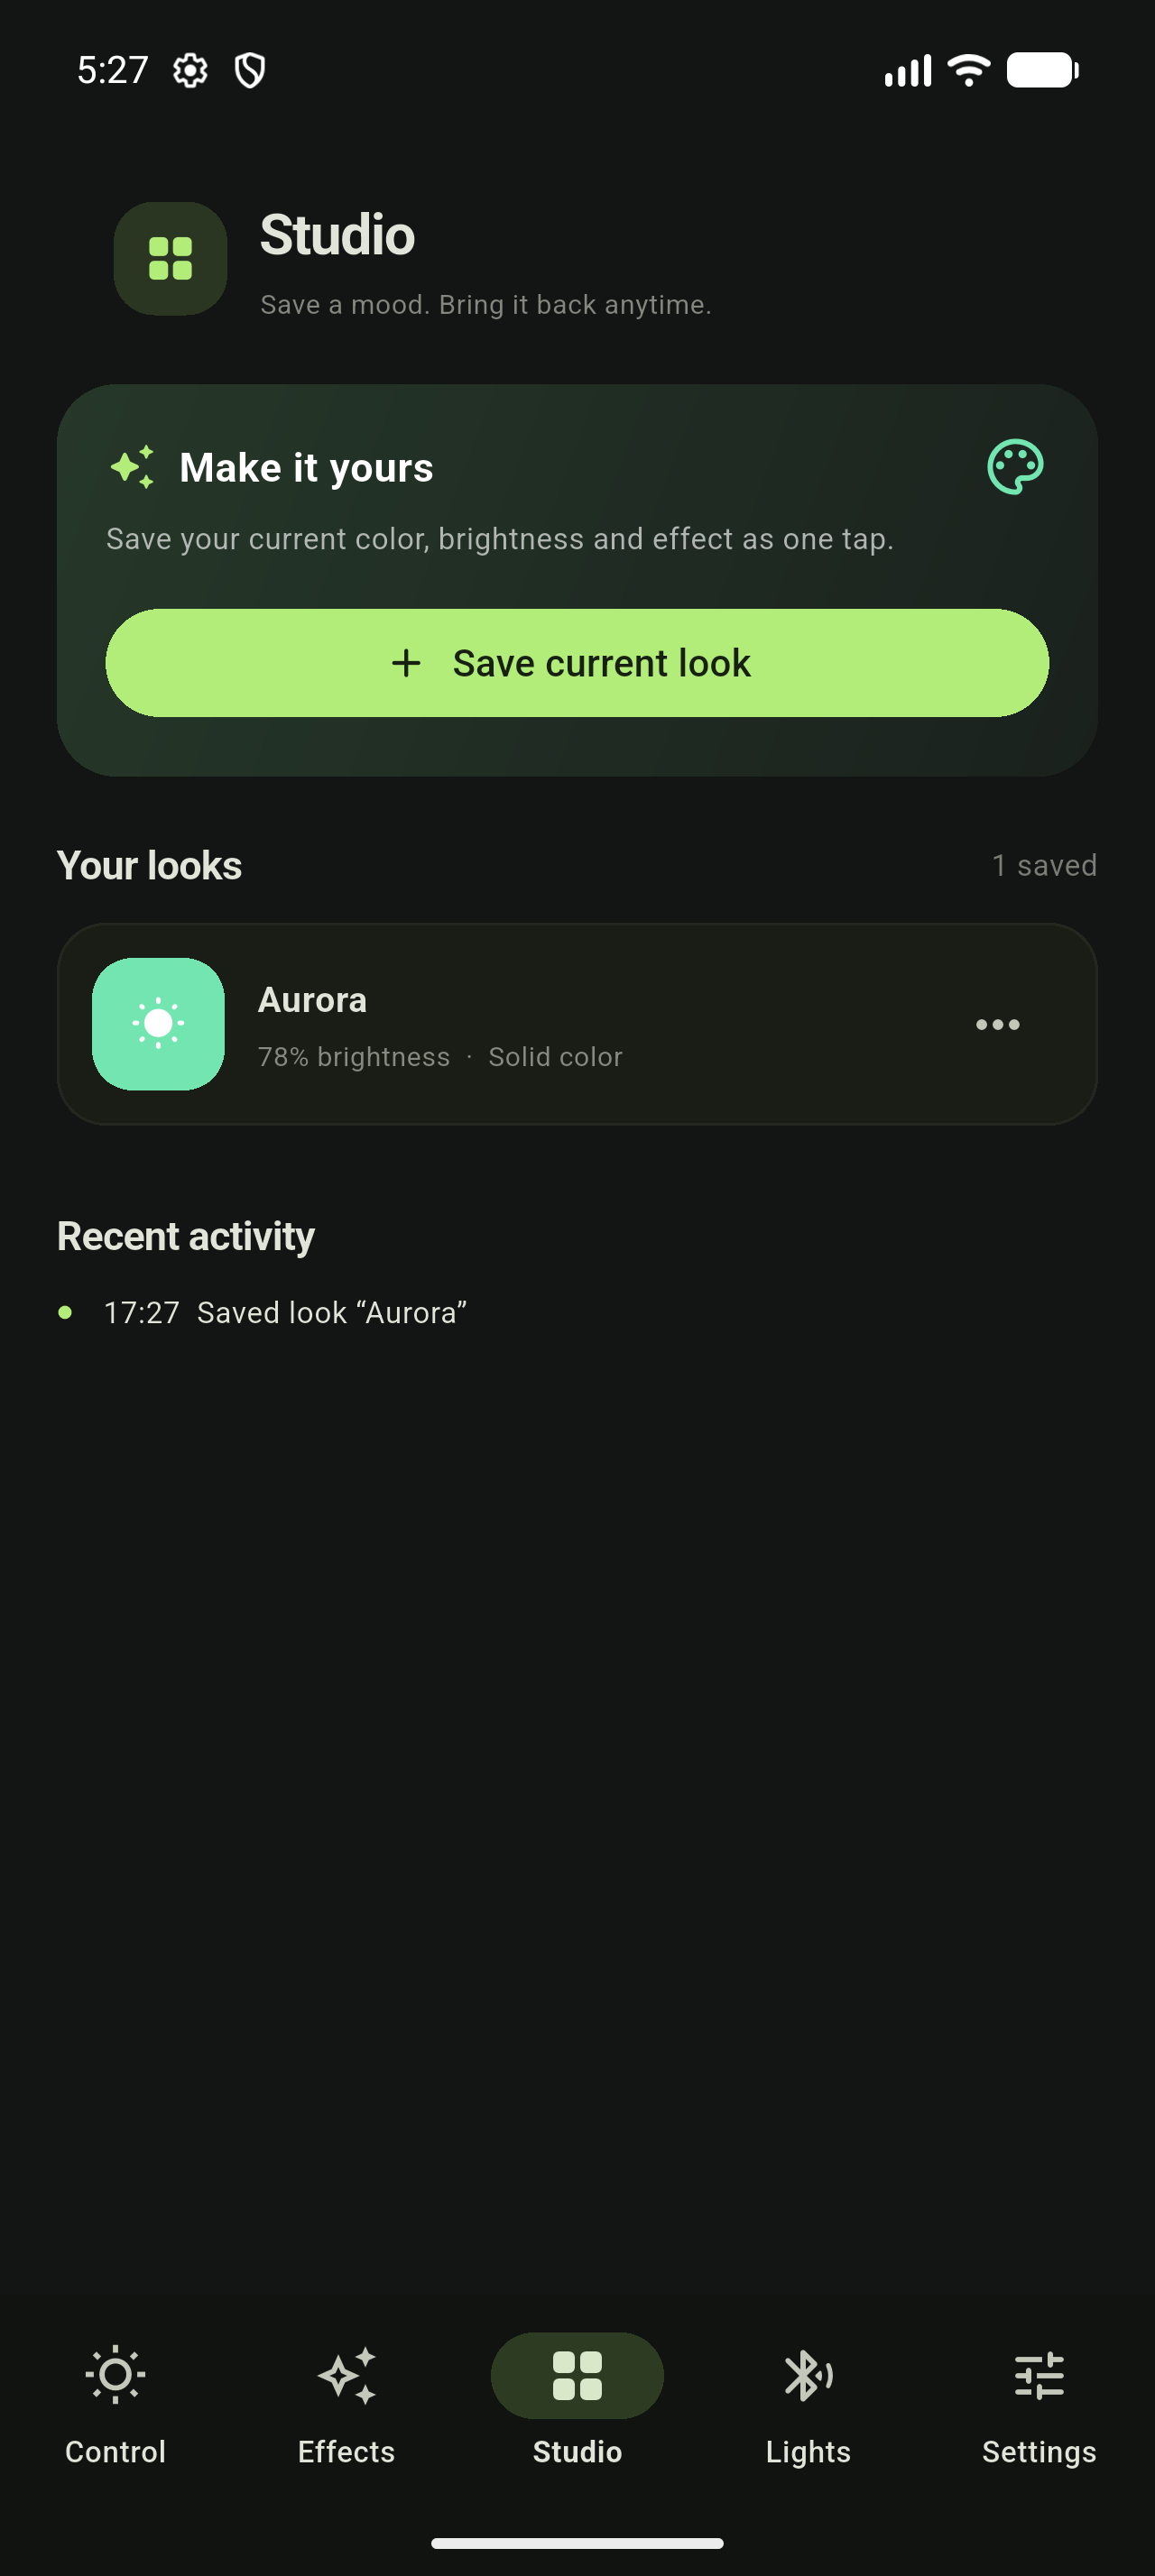 5:27
Studio
Save a mood. Bring it back anytime.
Make it yours
Save your current color, brightness and effect as one tap.
+ Save current look
Your looks
1 saved
Aurora
78% brightness · Solid color
Recent activity
17:27 Saved look “Aurora”
Control
Effects
Studio
Lights
Settings